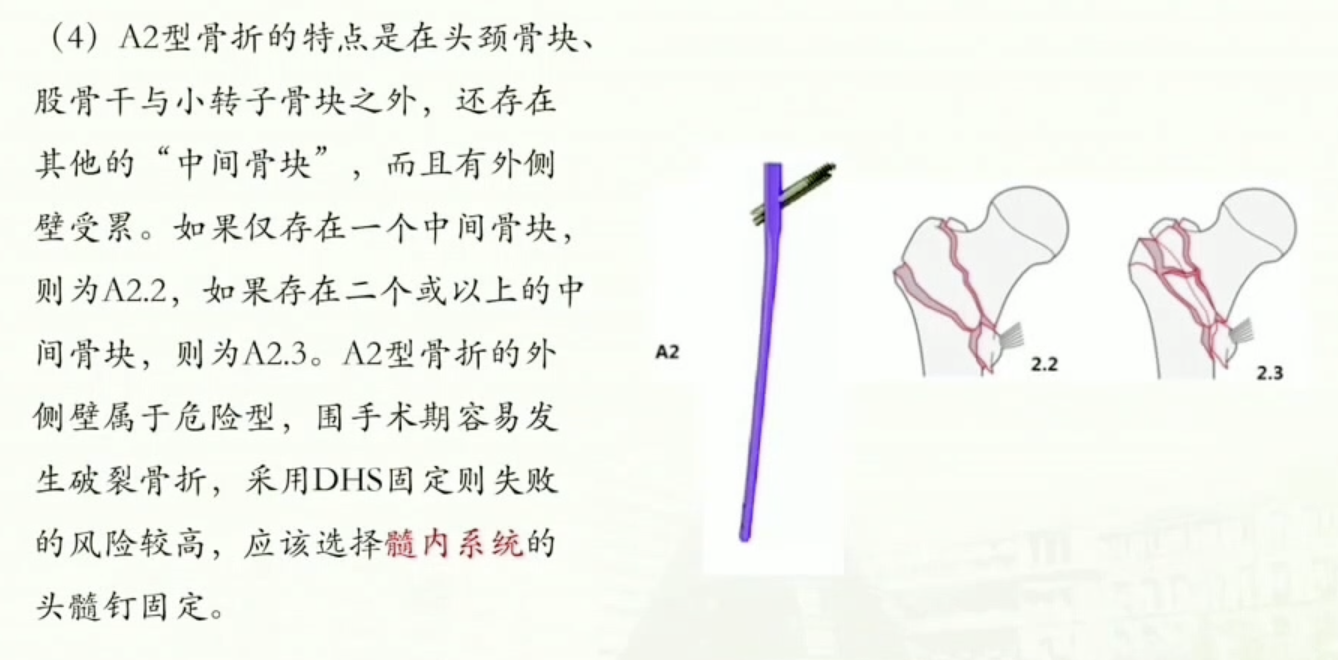 （4）A2型骨折的特点是在头颈骨块、
股骨干与小转子骨块之外，还存在
其他的“中间骨块”，而且有外侧
壁受累。如果仅存在一个中间骨块，
则为A2.2，如果存在二个或以上的中
间骨块，则为A2.3。A2型骨折的外
侧壁属于危险型，围手术期容易发
生破裂骨折，采用DHS固定则失败
的风险较高，应该选择髓内系统的
头髓钉固定。
A2
2.2
2.3